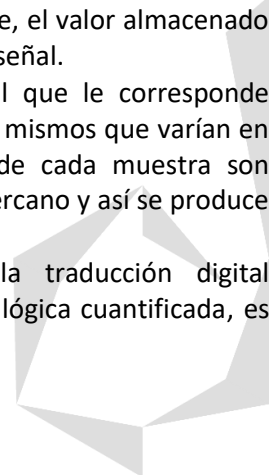 e, el valor almacenado
señal.
l que le corresponde
mismos que varían en
de cada muestra son
ercano y así se produce
la traducción digital
lógica cuantificada, es